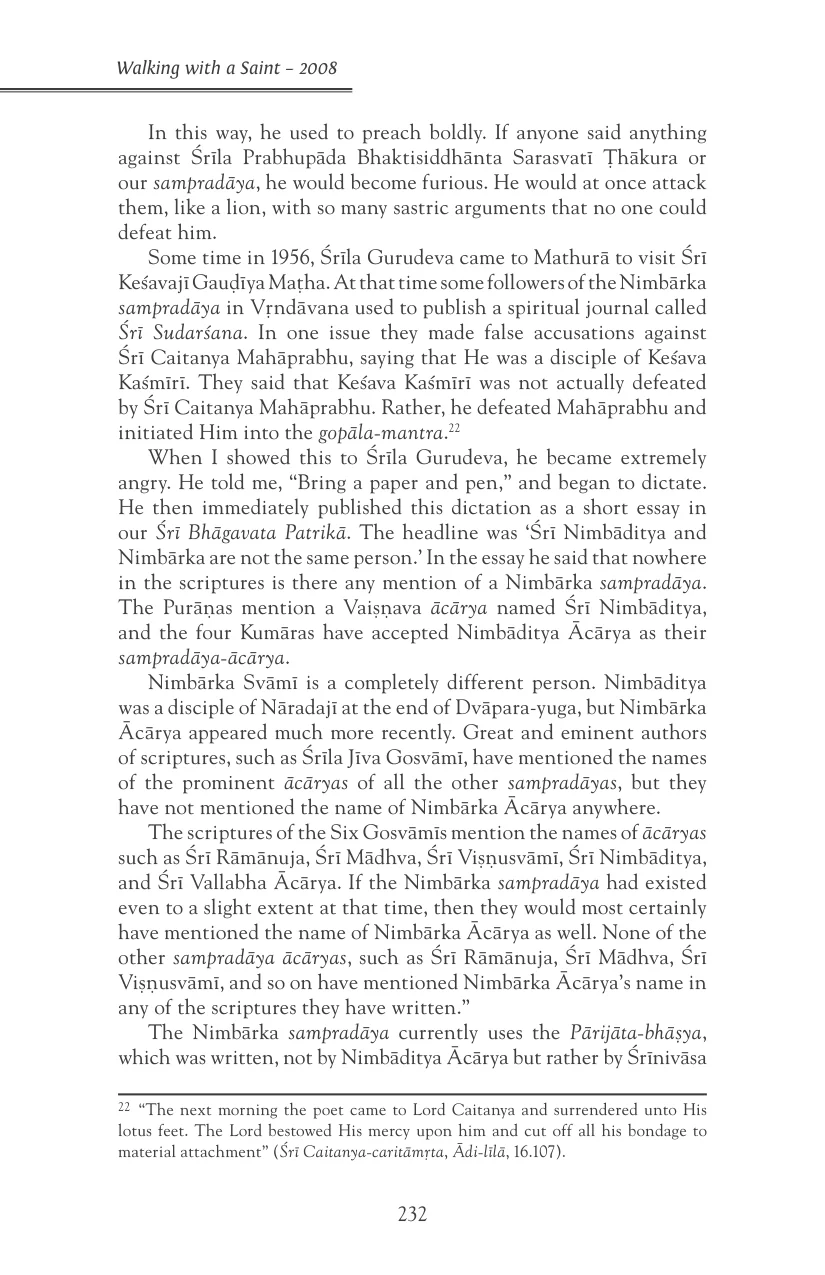 Walking with a Saint – 2008
In this way, he used to preach boldly. If anyone said anything
against Śrīla Prabhupāda Bhaktisiddhānta Sarasvatī Ṭhākura or
our sampradāya, he would become furious. He would at once attack
them, like a lion, with so many sastric arguments that no one could
defeat him.
Some time in 1956, Śrīla Gurudeva came to Mathurā to visit Śrī
Keśavajī Gauḍīya Maṭha. At that time some followers of the Nimbārka
sampradāya in Vṛndāvana used to publish a spiritual journal called
Śrī Sudarśana. In one issue they made false accusations against
Śrī Caitanya Mahāprabhu, saying that He was a disciple of Keśava
Kaśmīrī. They said that Keśava Kaśmīrī was not actually defeated
by Śrī Caitanya Mahāprabhu. Rather, he defeated Mahāprabhu and
initiated Him into the gopāla-mantra.22
When I showed this to Śrīla Gurudeva, he became extremely
angry. He told me, “Bring a paper and pen,” and began to dictate.
He then immediately published this dictation as a short essay in
our Śrī Bhāgavata Patrikā. The headline was ‘Śrī Nimbāditya and
Nimbārka are not the same person.’ In the essay he said that nowhere
in the scriptures is there any mention of a Nimbārka sampradāya.
The Purāṇas mention a Vaiṣṇava ācārya named Śrī Nimbāditya,
and the four Kumāras have accepted Nimbāditya Ācārya as their
sampradāya-ācārya.
Nimbārka Svāmī is a completely different person. Nimbāditya
was a disciple of Nāradajī at the end of Dvāpara-yuga, but Nimbārka
Ācārya appeared much more recently. Great and eminent authors
of scriptures, such as Śrīla Jīva Gosvāmī, have mentioned the names
of the prominent ācāryas of all the other sampradāyas, but they
have not mentioned the name of Nimbārka Ācārya anywhere.
The scriptures of the Six Gosvāmīs mention the names of ācāryas
such as Śrī Rāmānuja, Śrī Mādhva, Śrī Viṣṇusvāmī, Śrī Nimbāditya,
and Śrī Vallabha Ācārya. If the Nimbārka sampradāya had existed
even to a slight extent at that time, then they would most certainly
have mentioned the name of Nimbārka Ācārya as well. None of the
other sampradāya ācāryas, such as Śrī Rāmānuja, Śrī Mādhva, Śrī
Viṣṇusvāmī, and so on have mentioned Nimbārka Ācārya’s name in
any of the scriptures they have written.”
The Nimbārka sampradāya currently uses the Pārijāta-bhāṣya,
which was written, not by Nimbāditya Ācārya but rather by Śrīnivāsa
22 “The next morning the poet came to Lord Caitanya and surrendered unto His
lotus feet. The Lord bestowed His mercy upon him and cut off all his bondage to
material attachment” (Śrī Caitanya-caritāmṛta, Ādi-līlā, 16.107).
232